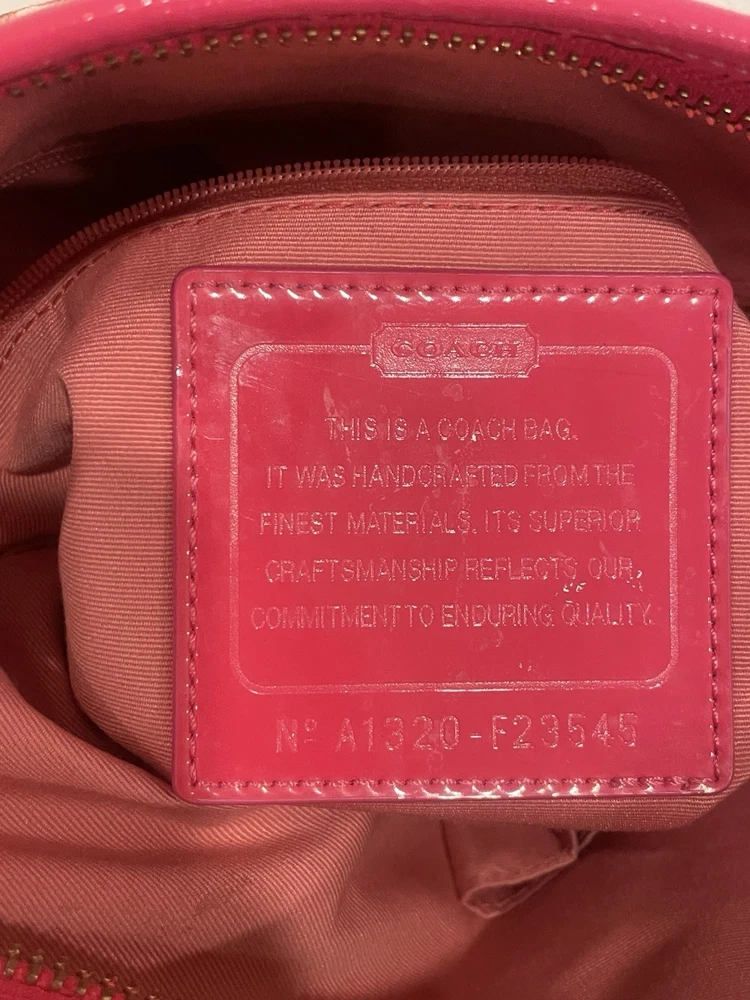 COACH
THIS IS A COACH BAG.
IT WAS HANDCRAFTED FROM THE
FINEST MATERIALS. ITS SUPERIOR
CRAFTSMANSHIP REFLECTS OUR
COMMITMENT TO ENDURING QUALITY.
Nº A1320-F23545